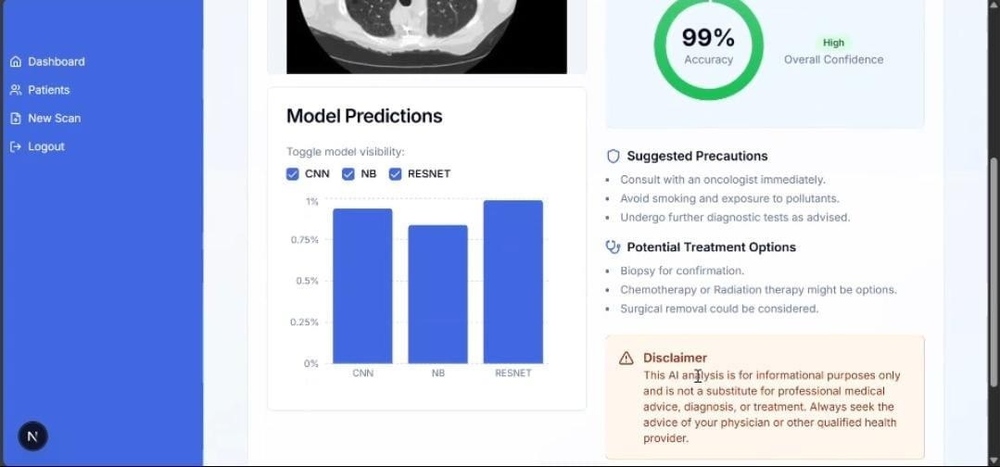 Dashboard
Patients
New Scan
Logout
N
Model Predictions
Toggle model visibility:
CNN NB RESNET
1%
0.75%
0.5%
0.25%
0%
CNN NB RESNET
99%
Accuracy
High
Overall Confidence
Suggested Precautions
Consult with an oncologist immediately.
Avoid smoking and exposure to pollutants.
Undergo further diagnostic tests as advised.
Potential Treatment Options
Biopsy for confirmation.
Chemotherapy or Radiation therapy might be options.
Surgical removal could be considered.
Disclaimer
This AI analysis is for informational purposes only
and is not a substitute for professional medical
advice, diagnosis, or treatment. Always seek the
advice of your physician or other qualified health
provider.